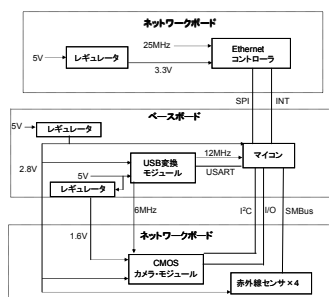 ネットワークボード
25MHz
Ethernet
コントローラ
5V
レギュレータ
3.3V
SPI
INT
ベースボード
5V
レギュレータ
12MHz
マイコン
2.8V
5V
USB変換
モジュール
USART
レギュレータ
6MHz
I²C
I/O
SMBus
1.6V
ネットワークボード
CMOS
カメラ・モジュール
赤外線センサ×4